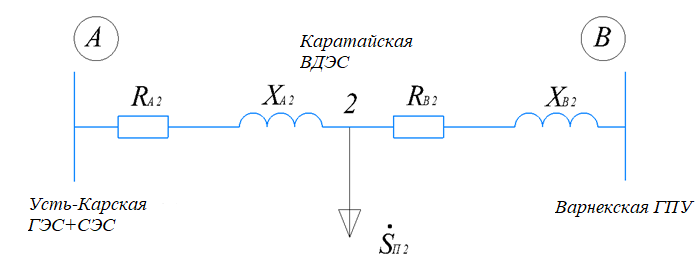 A
B
Каратайская
ВДЭС
R_A2
X_A2
2
R_B2
X_B2
Усть-Карская
ГЭС+СЭС
Варнекская ГПУ
Ṡ_П2